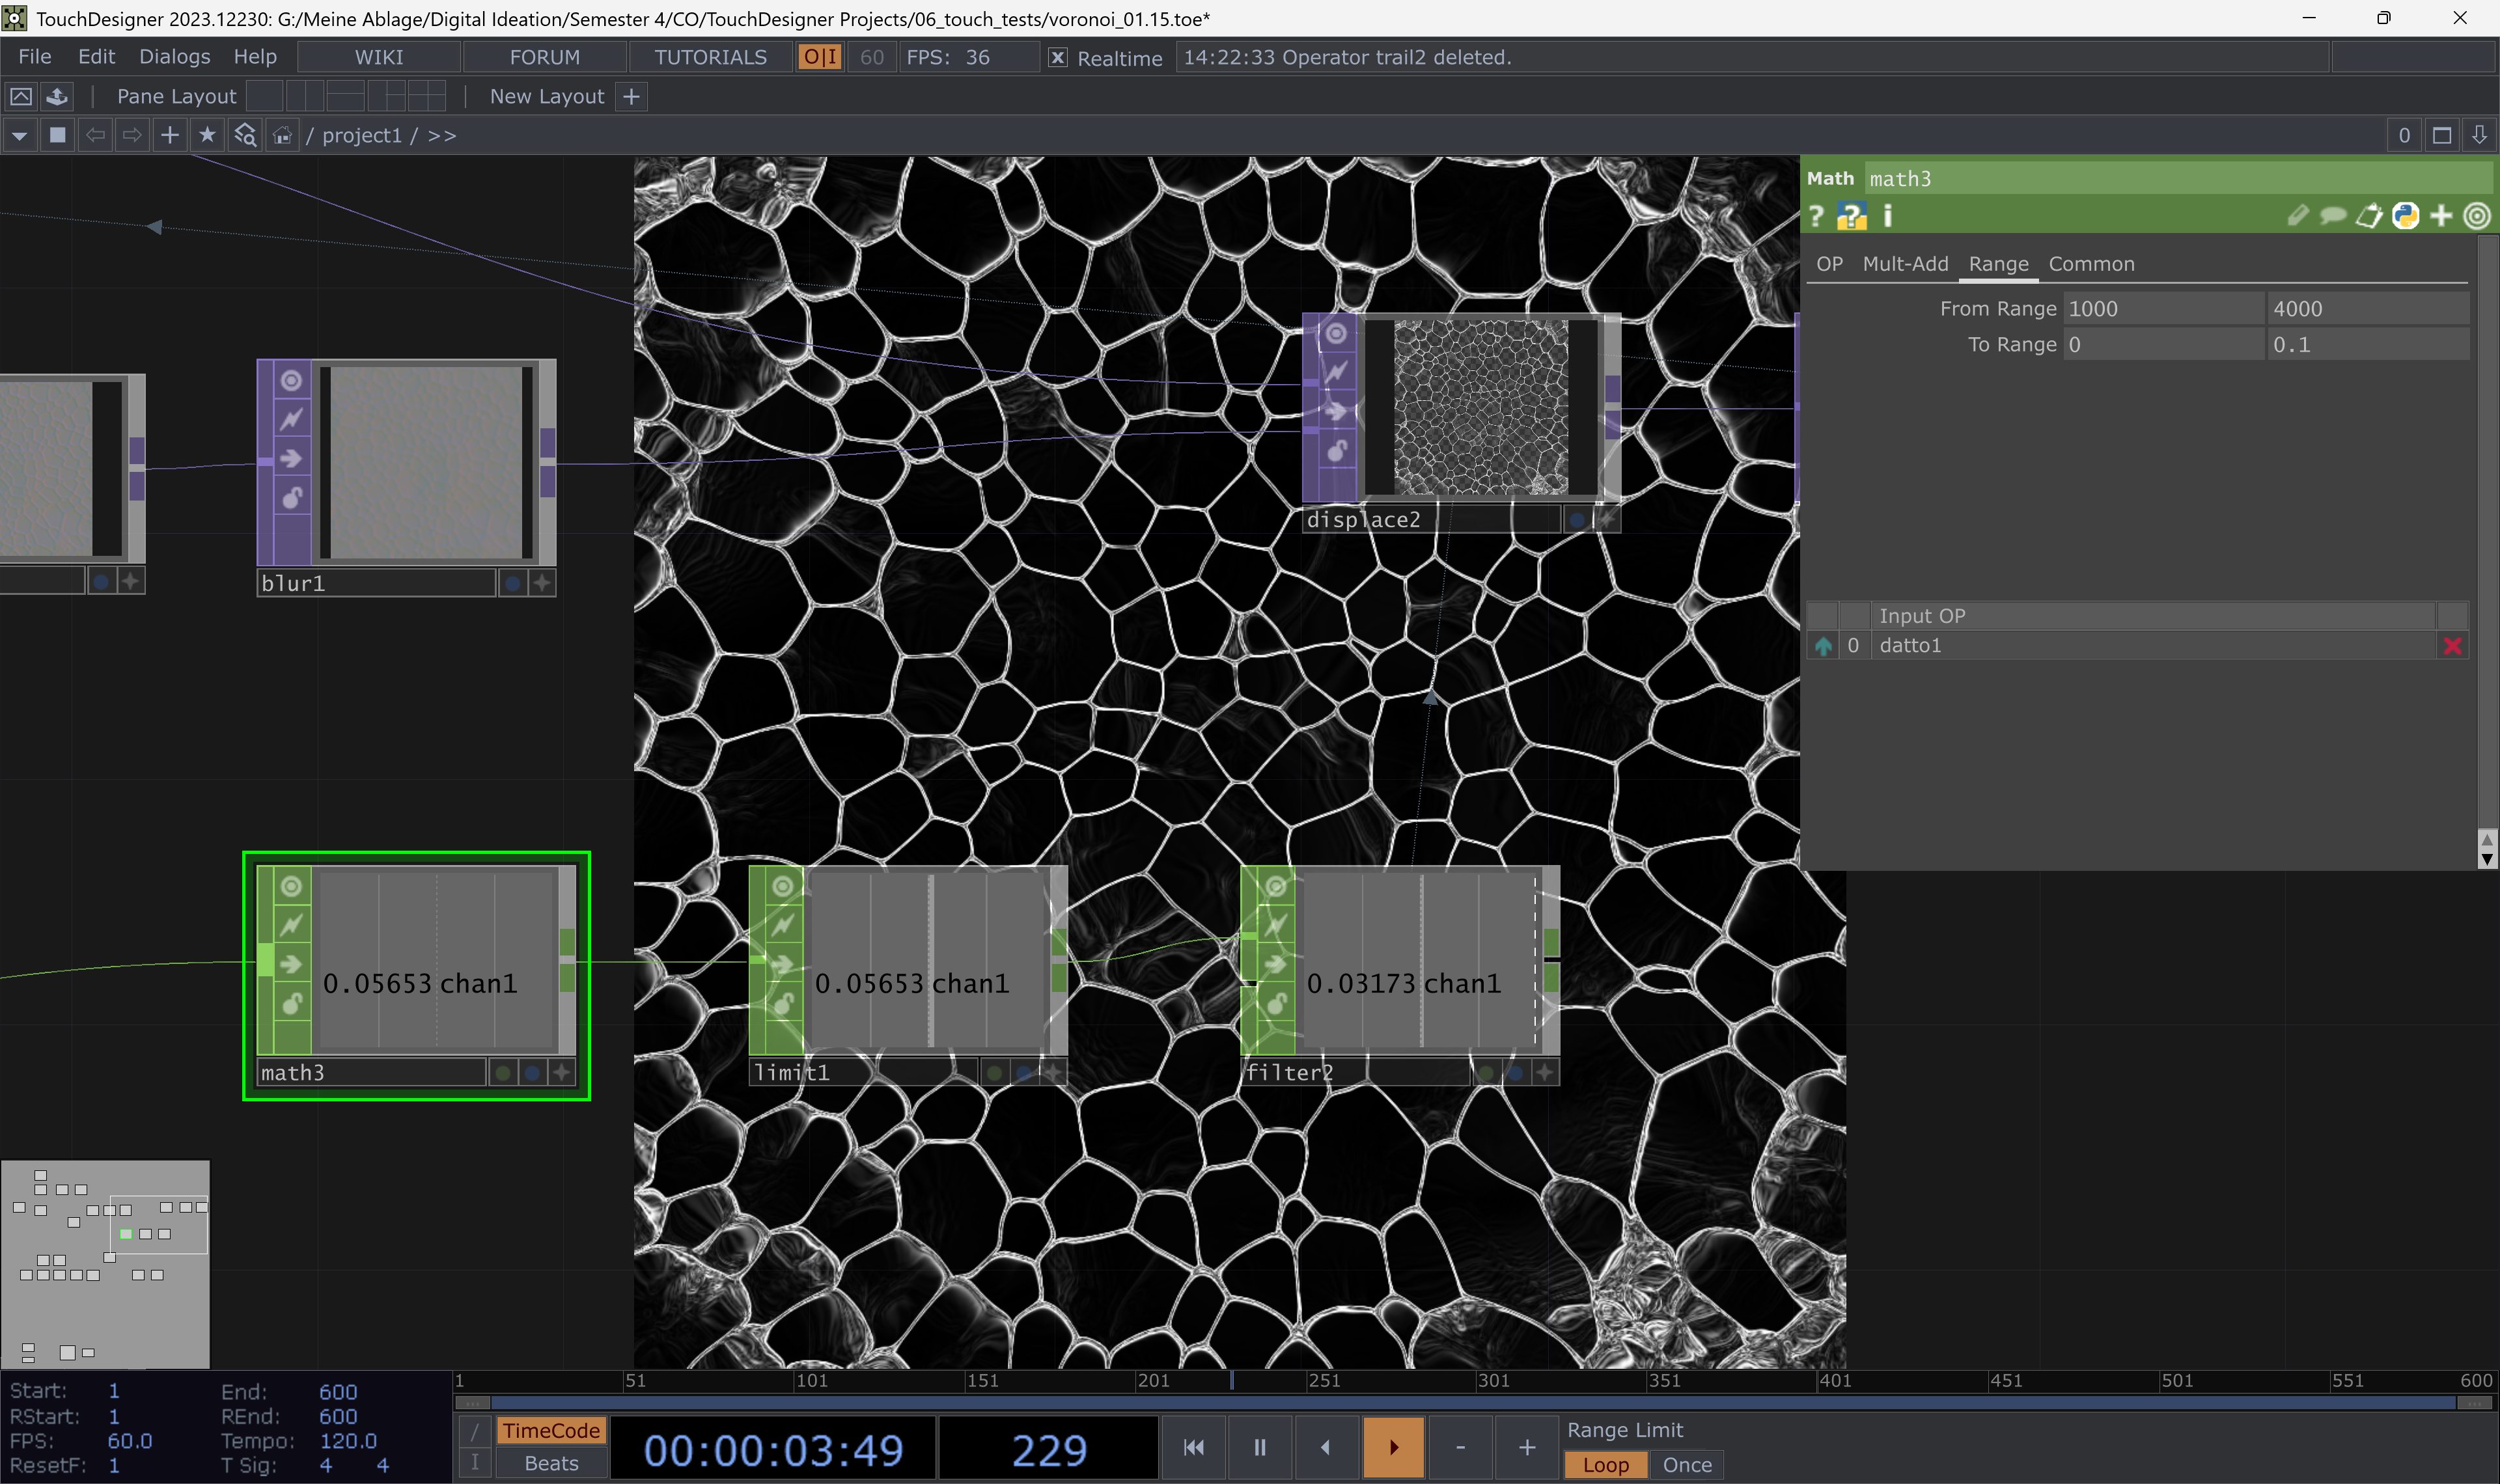 TouchDesigner 2023.12230: G:/Meine Ablage/Digital Ideation/Semester 4/CO/TouchDesigner Projects/06_touch_tests/voronoi_01.15.toe*
File Edit Dialogs Help WIKI FORUM TUTORIALS O|I 60 FPS: 36 x Realtime 14:22:33 Operator trail2 deleted.
Pane Layout New Layout +
/ project1 / >> 0
Math math3
? ? i
OP Mult-Add Range Common
From Range 1000 4000
To Range 0 0.1
displace2
blur1
Input OP
0 datto1
0.05653 chan1
0.05653 chan1
0.03173 chan1
math3
limit1
filter2
1 51 101 151 201 251 301 351 401 451 501 551 600
Start: 1 End: 600
RStart: 1 REnd: 600
FPS: 60.0 Tempo: 120.0
ResetF: 1 T Sig: 4 4
/ TimeCode
I Beats
00:00:03:49 229
- +
Range Limit
Loop Once